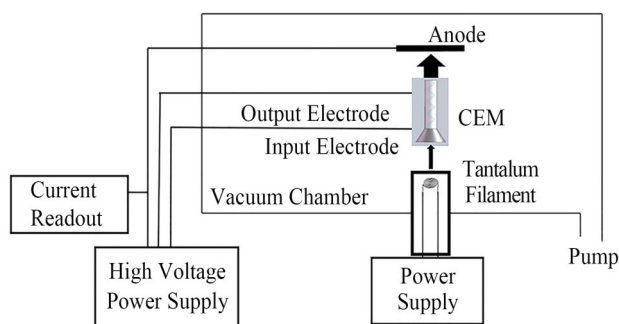 Anode
Output Electrode
CEM
Input Electrode
Current
Readout
Vacuum Chamber
Tantalum
Filament
High Voltage
Power Supply
Power
Supply
Pump